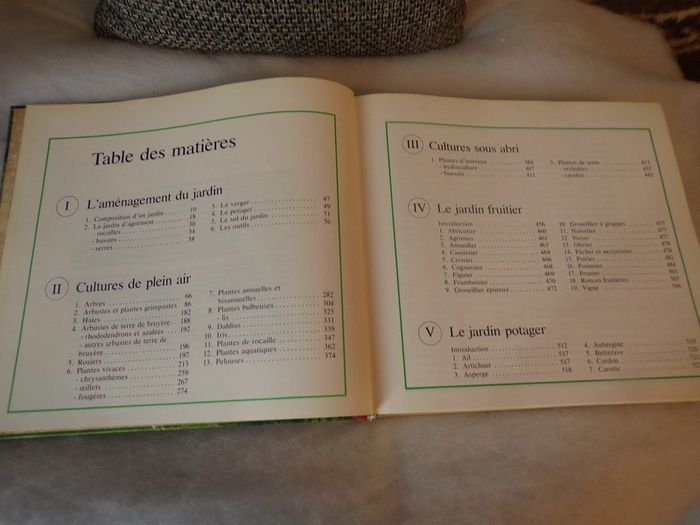 Table des matières
I L'aménagement du jardin
1. Composition d'un jardin ...... 10
2. Le jardin d'agrément ...... 18
- rocailles ...... 30
- bassins ...... 34
- serres ...... 38
3. Le verger ...... 47
4. Le potager ...... 49
5. Le sol du jardin ...... 51
6. Les outils ...... 56
II Cultures de plein air
1. Arbres ...... 66
2. Arbustes et plantes grimpantes 86
3. Haies ...... 182
4. Arbustes de terre de bruyère .. 188
- rhododendrons et azalées .. 192
- autres arbustes de terre de
bruyère ...... 196
5. Rosiers ...... 197
6. Plantes vivaces ...... 213
- chrysanthèmes ...... 259
- œillets ...... 267
- fougères ...... 274
7. Plantes annuelles et
bisannuelles ...... 282
8. Plantes bulbeuses ...... 304
- lis ...... 325
9. Dahlias ...... 331
10. Iris ...... 339
11. Plantes de rocaille ...... 347
12. Plantes aquatiques ...... 362
13. Pelouses ...... 374
III Cultures sous abri
1. Plantes d'intérieur ...... 384
- hydroculture ...... 407
- bonsaïs ...... 411
2. Plantes de serre ...... 413
- orchidées ...... 435
- cactées ...... 442
IV Le jardin fruitier
Introduction ...... 456
1. Abricotier ...... 460
2. Agrumes ...... 461
3. Amandier ...... 463
4. Cassissier ...... 464
5. Cerisier ...... 466
6. Cognassier ...... 468
7. Figuier ...... 469
8. Framboisier ...... 470
9. Groseillier épineux ...... 472
10. Groseillier à grappes ...... 475
11. Noisetier ...... 477
12. Noyer ...... 477
13. Olivier ...... 478
14. Pêcher et nectarinier ...... 478
15. Poirier ...... 482
16. Pommier ...... 484
17. Prunier ...... 503
18. Ronces fruitières ...... 505
19. Vigne ...... 506
V Le jardin potager
Introduction ...... 512
1. Ail ...... 517
2. Artichaut ...... 517
3. Asperge ...... 518
4. Aubergine ...... 519
5. Betterave ......
6. Cardon ......
7. Carotte ......